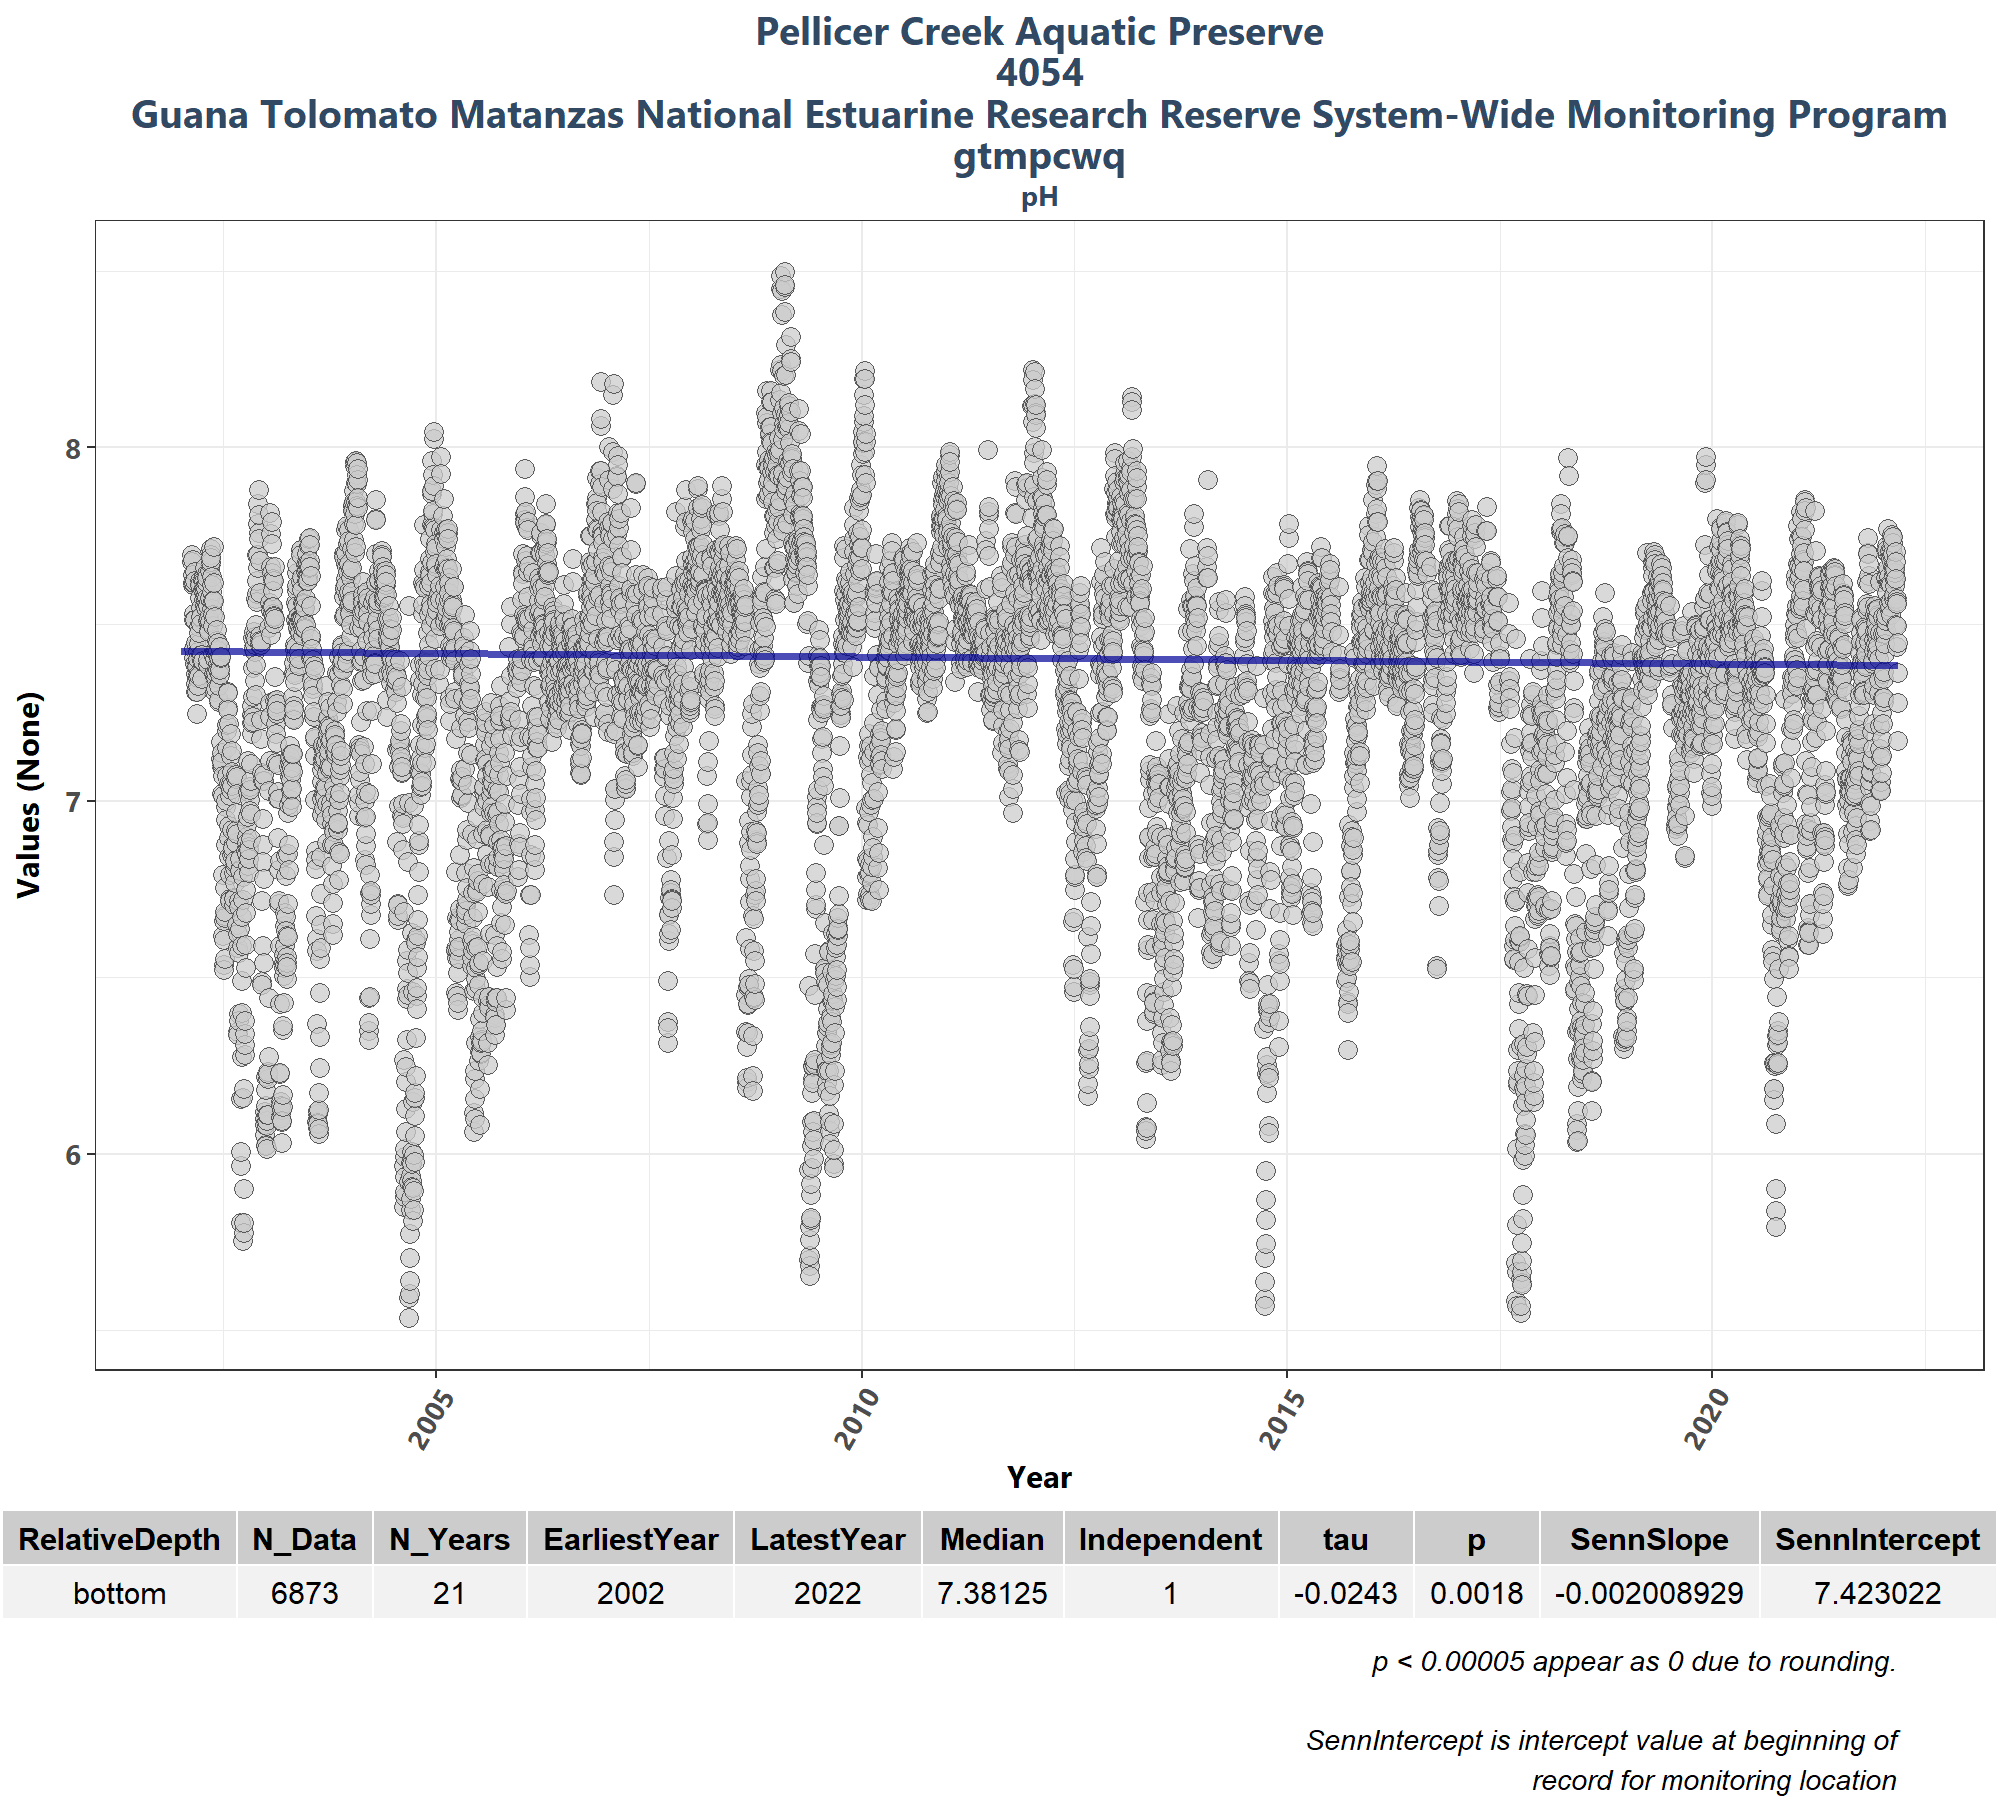 Pellicer Creek Aquatic Preserve
4054
Guana Tolomato Matanzas National Estuarine Research Reserve System-Wide Monitoring Program
gtmpcwq
pH
Values (None)
8
7
6
2005
2010
2015
2020
Year
RelativeDepth N_Data N_Years EarliestYear LatestYear Median Independent tau p SennSlope SennIntercept
bottom 6873 21 2002 2022 7.38125 1 -0.0243 0.0018 -0.002008929 7.423022
p < 0.00005 appear as 0 due to rounding.
SennIntercept is intercept value at beginning of
record for monitoring location